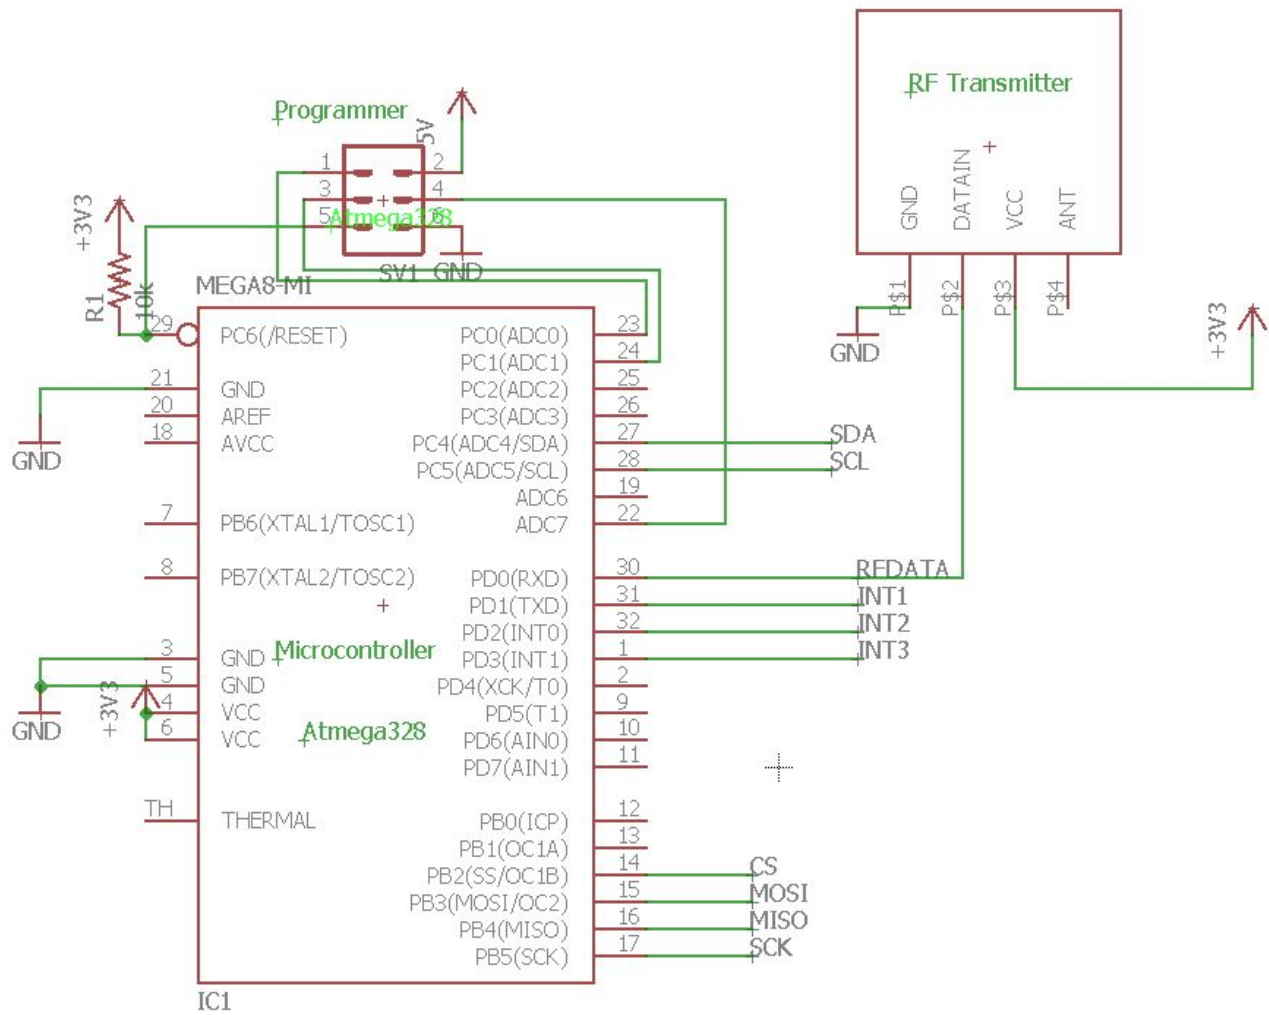 RF Transmitter
GND
DATAIN
VCC
ANT
P$1
P$2
P$3
P$4
GND
+3V3
Programmer
5V
1
2
3
4
5
6
Atmega328
SV1
GND
+3V3
R1
10k
MEGA8-MI
29
PC6(/RESET)
21
GND
20
AREF
18
AVCC
GND
7
PB6(XTAL1/TOSC1)
8
PB7(XTAL2/TOSC2)
3
GND
5
GND
4
VCC
6
VCC
GND
+3V3
TH
THERMAL
Microcontroller
Atmega328
PC0(ADC0) 23
PC1(ADC1) 24
PC2(ADC2) 25
PC3(ADC3) 26
PC4(ADC4/SDA) 27 SDA
PC5(ADC5/SCL) 28 SCL
ADC6 19
ADC7 22
PD0(RXD) 30 RFDATA
PD1(TXD) 31 INT1
PD2(INT0) 32 INT2
PD3(INT1) 1 INT3
PD4(XCK/T0) 2
PD5(T1) 9
PD6(AIN0) 10
PD7(AIN1) 11
PB0(ICP) 12
PB1(OC1A) 13
PB2(SS/OC1B) 14 CS
PB3(MOSI/OC2) 15 MOSI
PB4(MISO) 16 MISO
PB5(SCK) 17 SCK
IC1